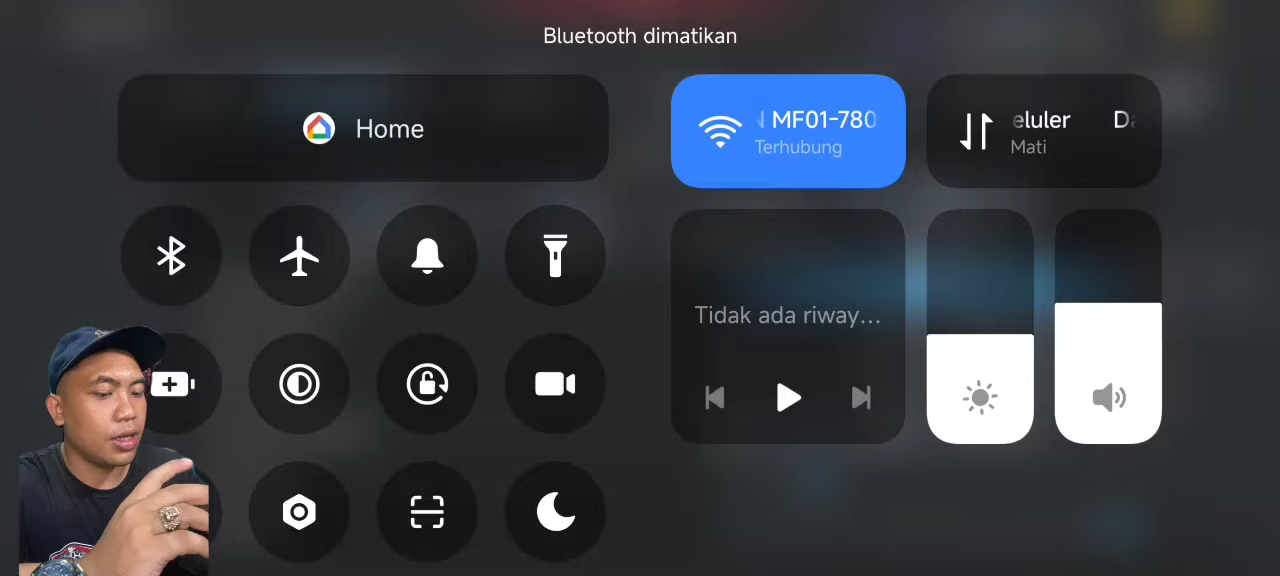 Bluetooth dimatikan
Home
MF01-780
Terhubung
eluler
Mati
Tidak ada riway...